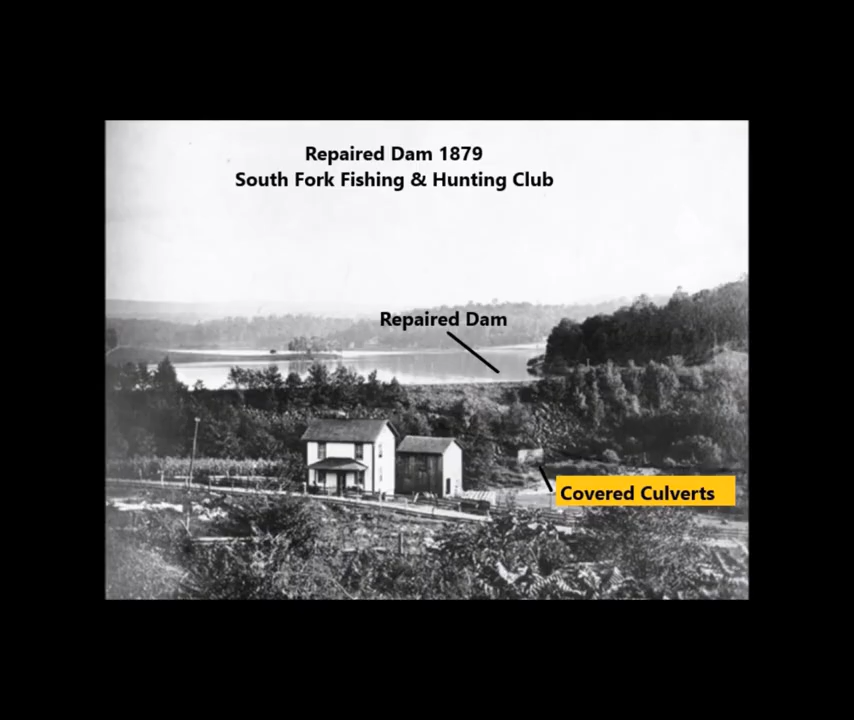 Repaired Dam 1879
South Fork Fishing & Hunting Club
Repaired Dam
Covered Culverts